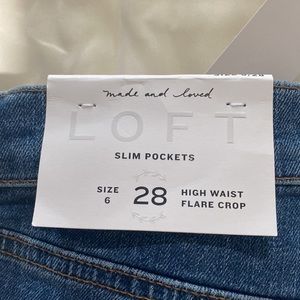 made and loved
LOFT
SLIM POCKETS
SIZE 6
28
HIGH WAIST
FLARE CROP